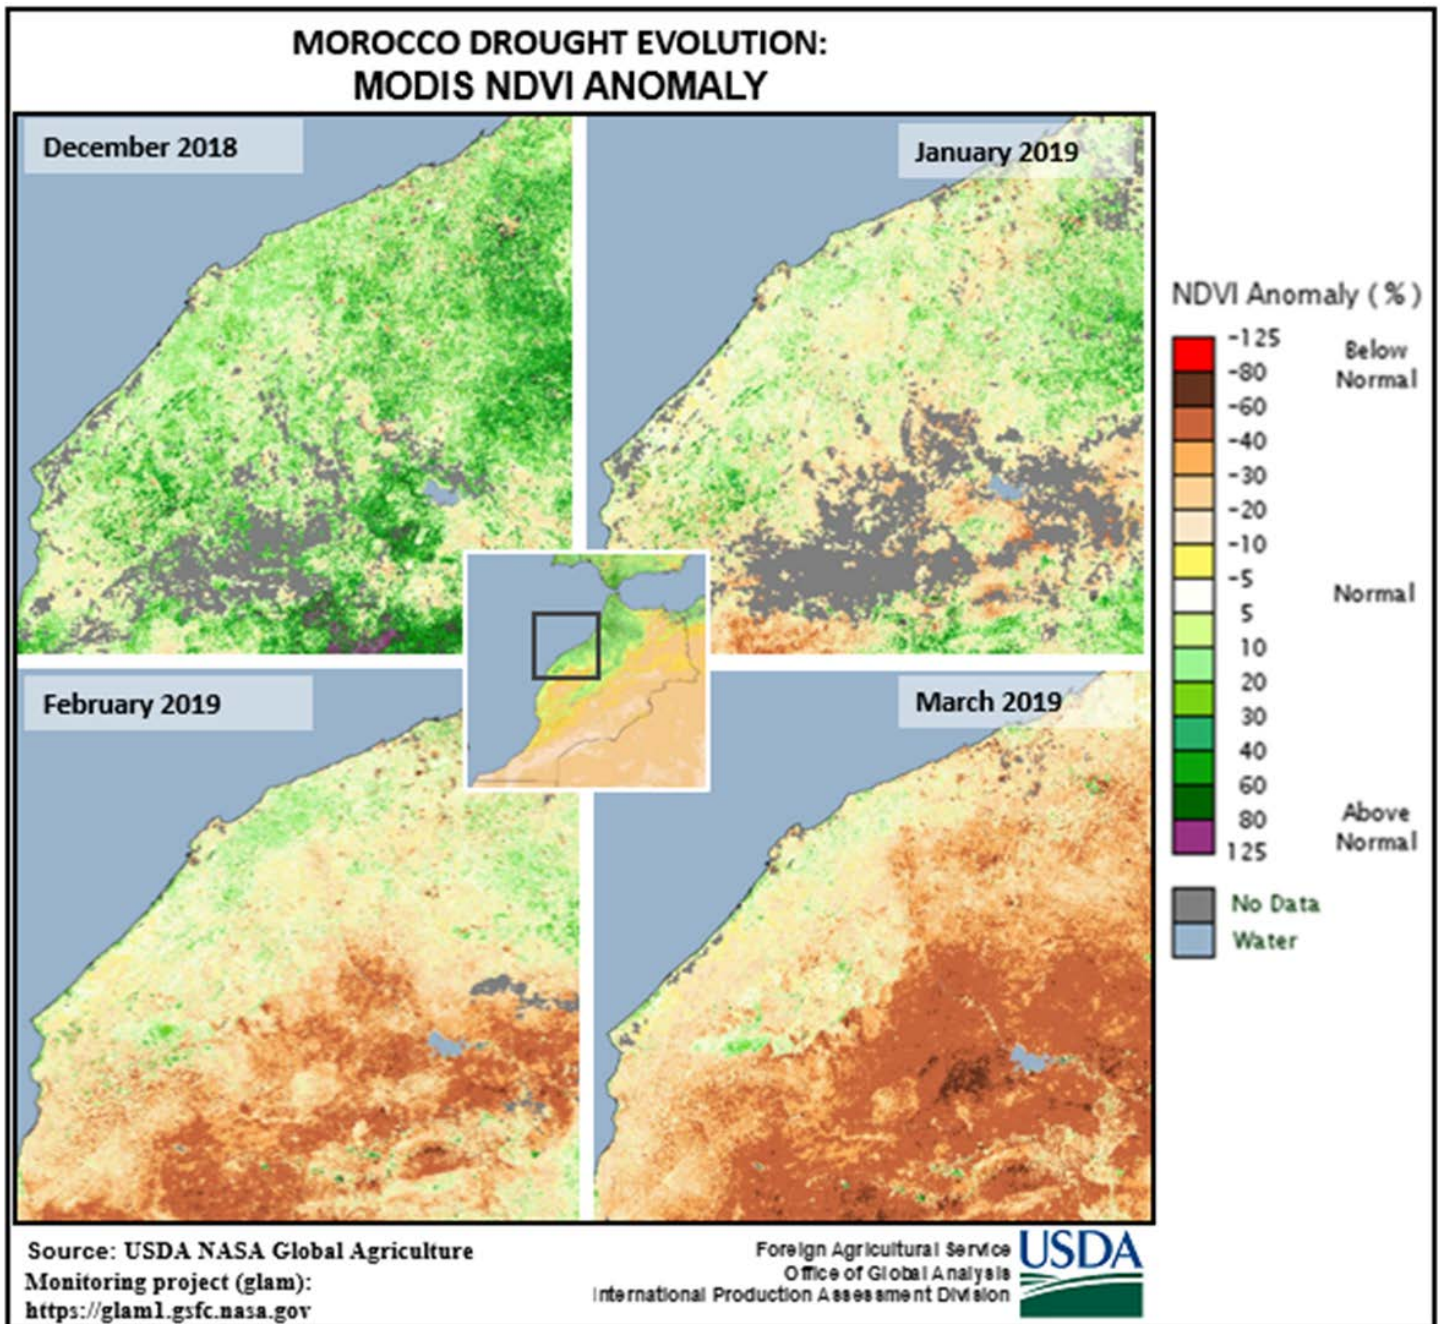 MOROCCO DROUGHT EVOLUTION:
MODIS NDVI ANOMALY
December 2018
January 2019
February 2019
March 2019
NDVI Anomaly (%)
-125
-80
-60
-40
-30
-20
-10
-5
5
10
20
30
40
60
80
125
Below
Normal
Normal
Above
Normal
No Data
Water
Source: USDA NASA Global Agriculture
Monitoring project (glam):
https://glam1.gsfc.nasa.gov
Foreign Agricultural Service
Office of Global Analysis
International Production Assessment Division
USDA